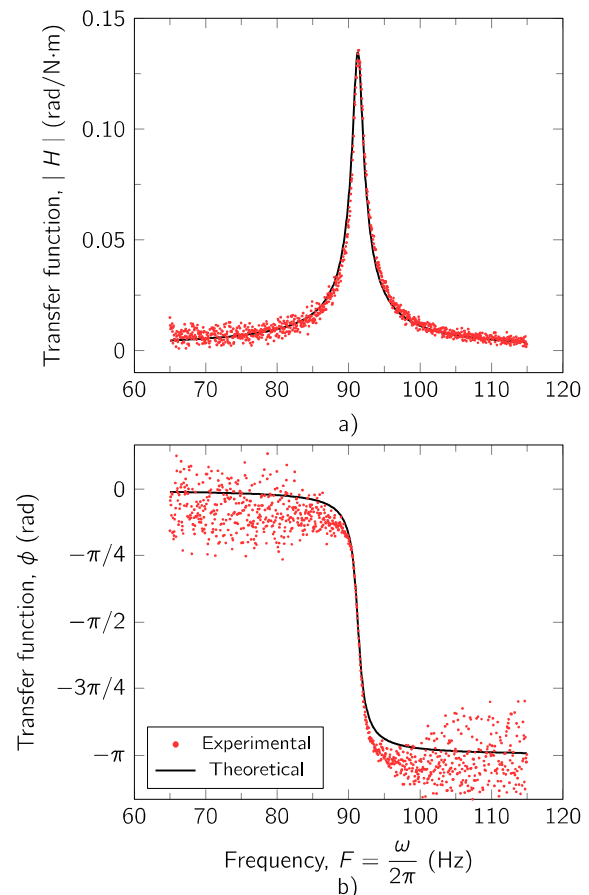 Transfer function, | H | (rad/N·m)
0.15
0.10
0.05
0
60 70 80 90 100 110 120
a)
Transfer function, ϕ (rad)
0
−π/4
−π/2
−3π/4
−π
Experimental
Theoretical
60 70 80 90 100 110 120
Frequency, F = ω/2π (Hz)
b)